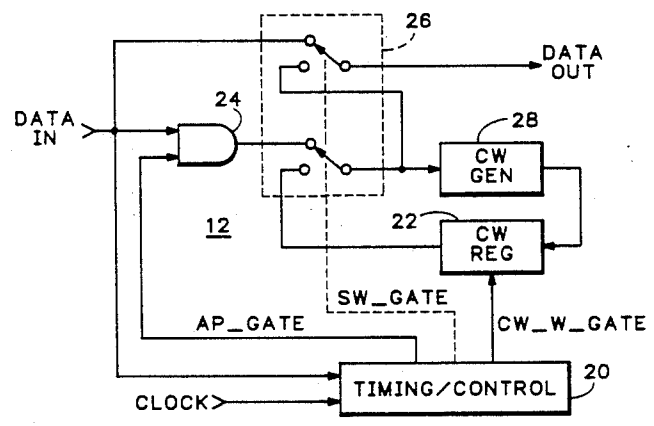 26
DATA
OUT
24
DATA
IN
28
CW
GEN
12
22
CW
REG
SW_GATE
AP_GATE
CW_W_GATE
TIMING/CONTROL
20
CLOCK